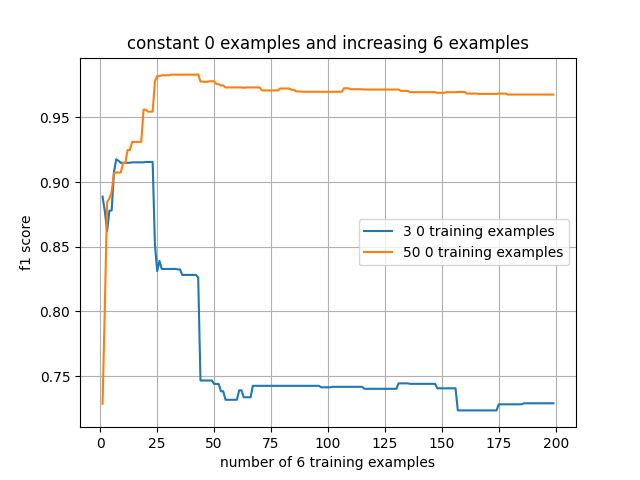 constant 0 examples and increasing 6 examples
f1 score
0.95
0.90
0.85
0.80
0.75
3 0 training examples
50 0 training examples
0 25 50 75 100 125 150 175 200
number of 6 training examples